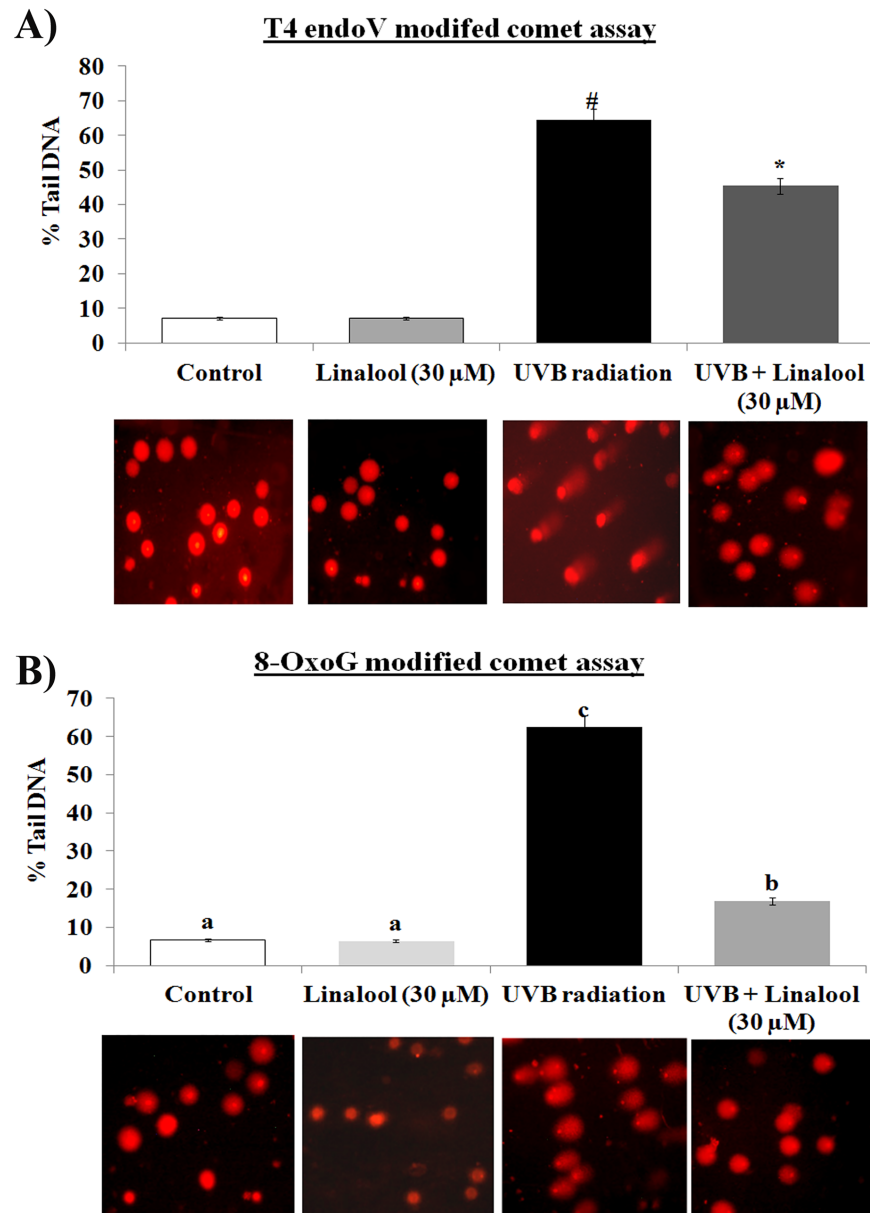 A)
T4 endoV modifed comet assay
80
70
60
50
40
30
20
10
0
% Tail DNA
#
*
Control
Linalool (30 µM)
UVB radiation
UVB + Linalool
(30 µM)
B)
8-OxoG modified comet assay
70
60
50
40
30
20
10
0
% Tail DNA
a
a
c
b
Control
Linalool (30 µM)
UVB radiation
UVB + Linalool
(30 µM)